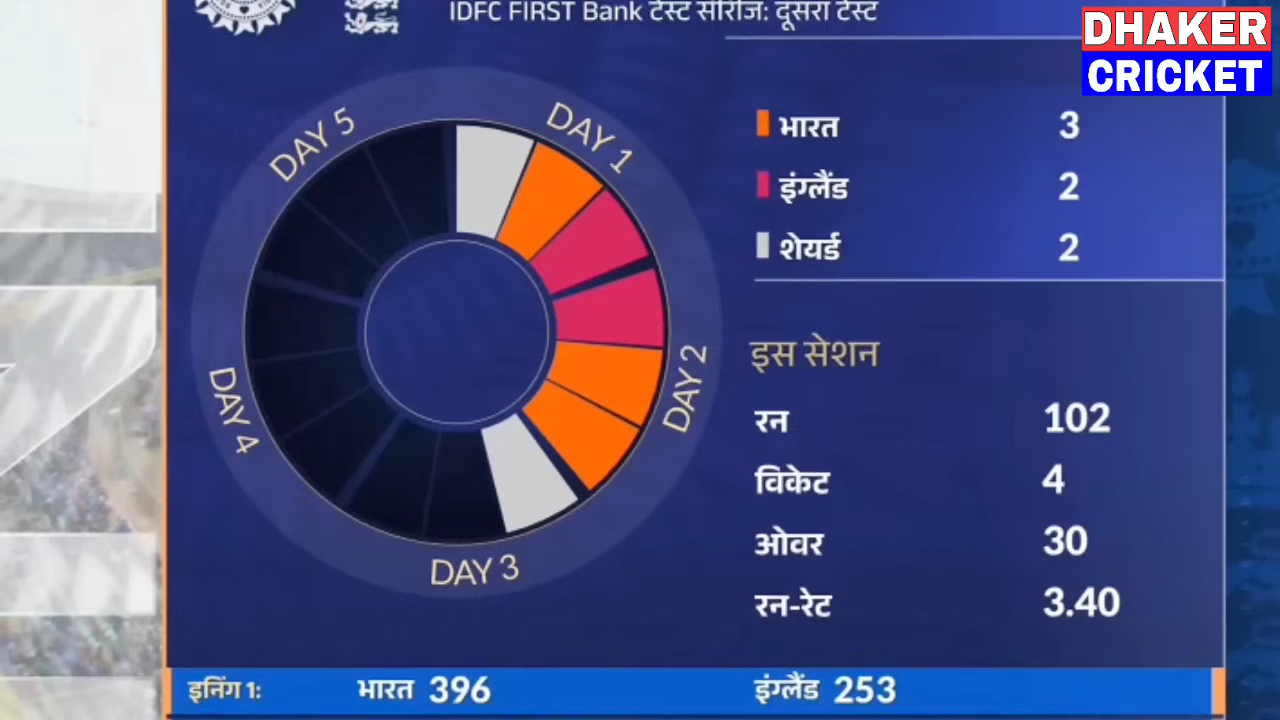 IDFC FIRST Bank टेस्ट सीरीज: दूसरा टेस्ट
DHAKER
CRICKET
DAY 5
DAY 1
DAY 2
DAY 4
DAY 3
भारत 3
इंग्लैंड 2
शेयर्ड 2
इस सेशन
रन 102
विकेट 4
ओवर 30
रन-रेट 3.40
इनिंग 1: भारत 396 इंग्लैंड 253